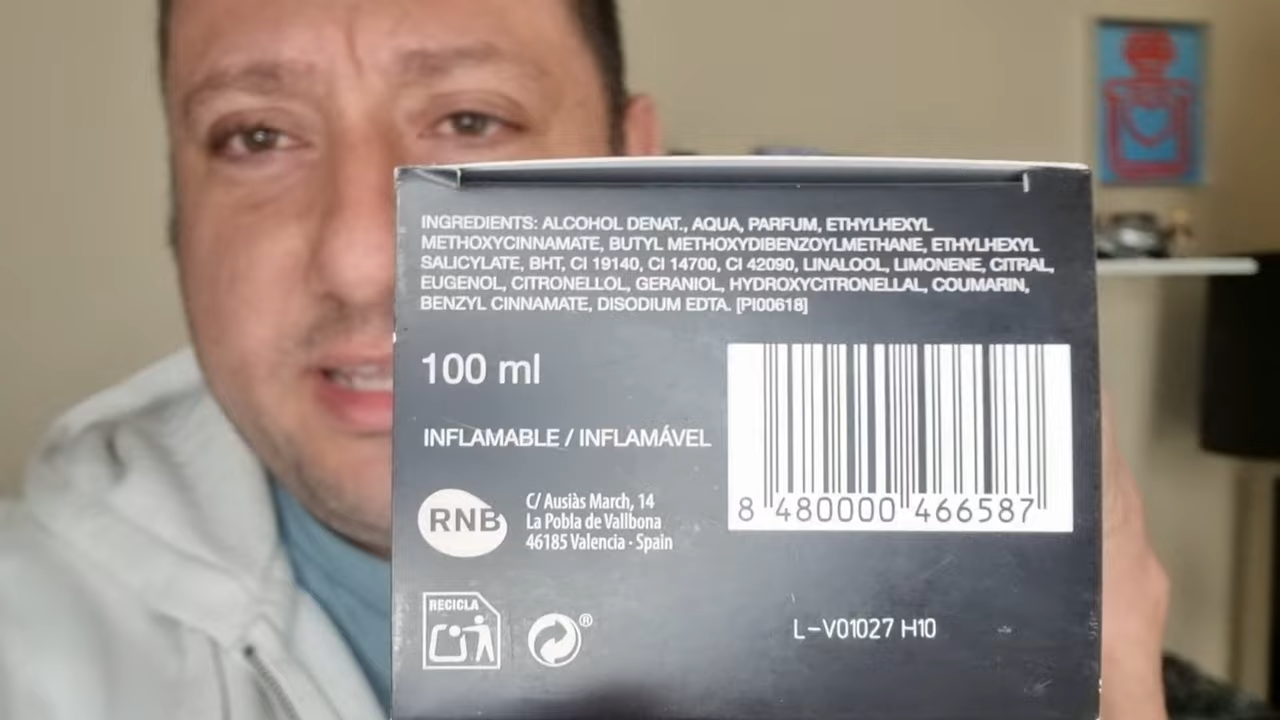 INGREDIENTS: ALCOHOL DENAT., AQUA, PARFUM, ETHYLHEXYL
METHOXYCINNAMATE, BUTYL METHOXYDIBENZOYLMETHANE, ETHYLHEXYL
SALICYLATE, BHT, CI 19140, CI 14700, CI 42090, LINALOOL, LIMONENE, CITRAL,
EUGENOL, CITRONELLOL, GERANIOL, HYDROXYCITRONELLAL, COUMARIN,
BENZYL CINNAMATE, DISODIUM EDTA. [PI00618]
100 ml
INFLAMABLE / INFLAMÁVEL
RNB
C/ Ausiàs March, 14
La Pobla de Vallbona
46185 Valencia - Spain
8 480000 466587
RECICLA
®
L-V01027 H10